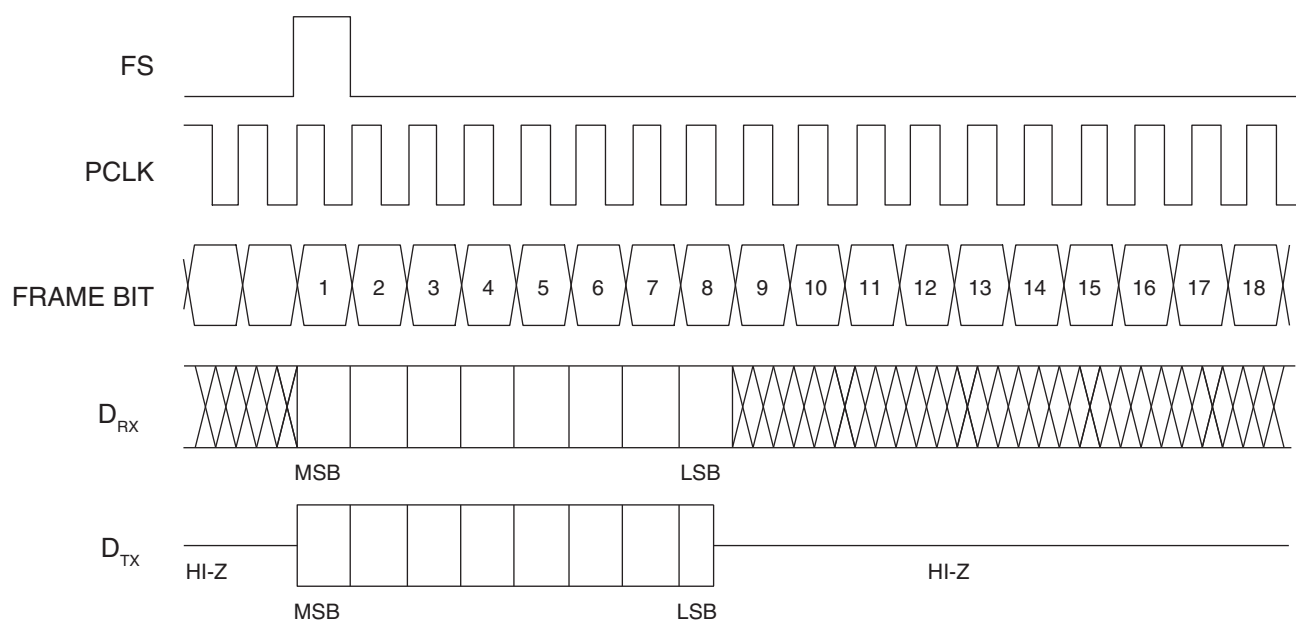 FS
PCLK
FRAME BIT
1 2 3 4 5 6 7 8 9 10 11 12 13 14 15 16 17 18
DRX
MSB LSB
DTX
HI-Z HI-Z
MSB LSB